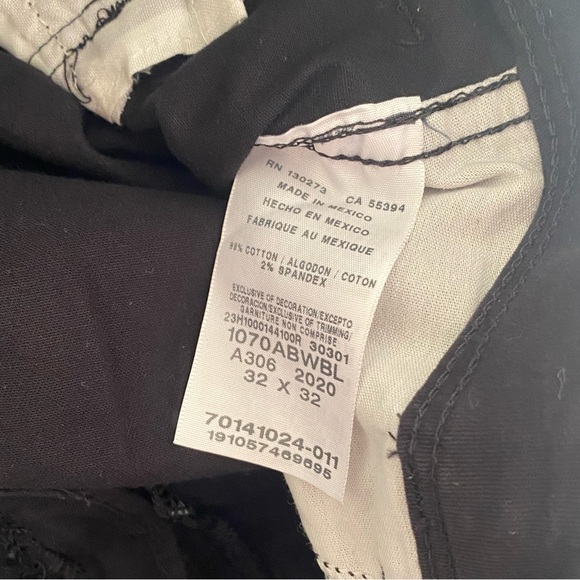 RN 130273 CA 55394
MADE IN MEXICO
HECHO EN MEXICO
FABRIQUE AU MEXIQUE
98% COTTON / ALGODON / COTON
2% SPANDEX
EXCLUSIVE OF DECORATION/EXCEPTO
DECORACION/EXCLUSIVE OF TRIMMING/
GARNITURE NON COMPRISE
23H1000144100R 30301
1070ABWBL
A306 2020
32 X 32
70141024-011
191057469695